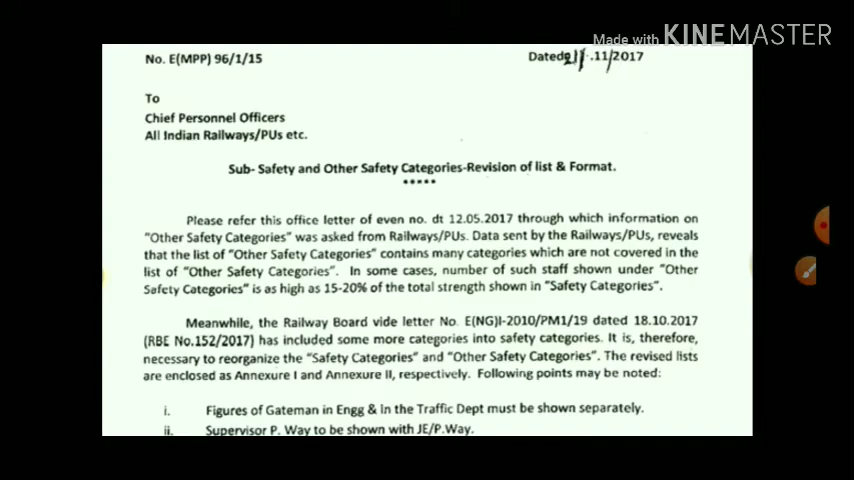 Made with KINEMASTER
No. E(MPP) 96/1/15 Dated .11/2017
To
Chief Personnel Officers
All Indian Railways/PUs etc.
Sub- Safety and Other Safety Categories-Revision of list & Format.
*****
Please refer this office letter of even no. dt 12.05.2017 through which information on
"Other Safety Categories" was asked from Railways/PUs. Data sent by the Railways/PUs, reveals
that the list of "Other Safety Categories" contains many categories which are not covered in the
list of "Other Safety Categories". In some cases, number of such staff shown under "Other
Safety Categories" is as high as 15-20% of the total strength shown in "Safety Categories".
Meanwhile, the Railway Board vide letter No. E(NG)I-2010/PM1/19 dated 18.10.2017
(RBE No.152/2017) has included some more categories into safety categories. It is, therefore,
necessary to reorganize the "Safety Categories" and "Other Safety Categories". The revised lists
are enclosed as Annexure I and Annexure II, respectively. Following points may be noted:
i. Figures of Gateman in Engg & In the Traffic Dept must be shown separately.
ii. Supervisor P. Way to be shown with JE/P.Way.